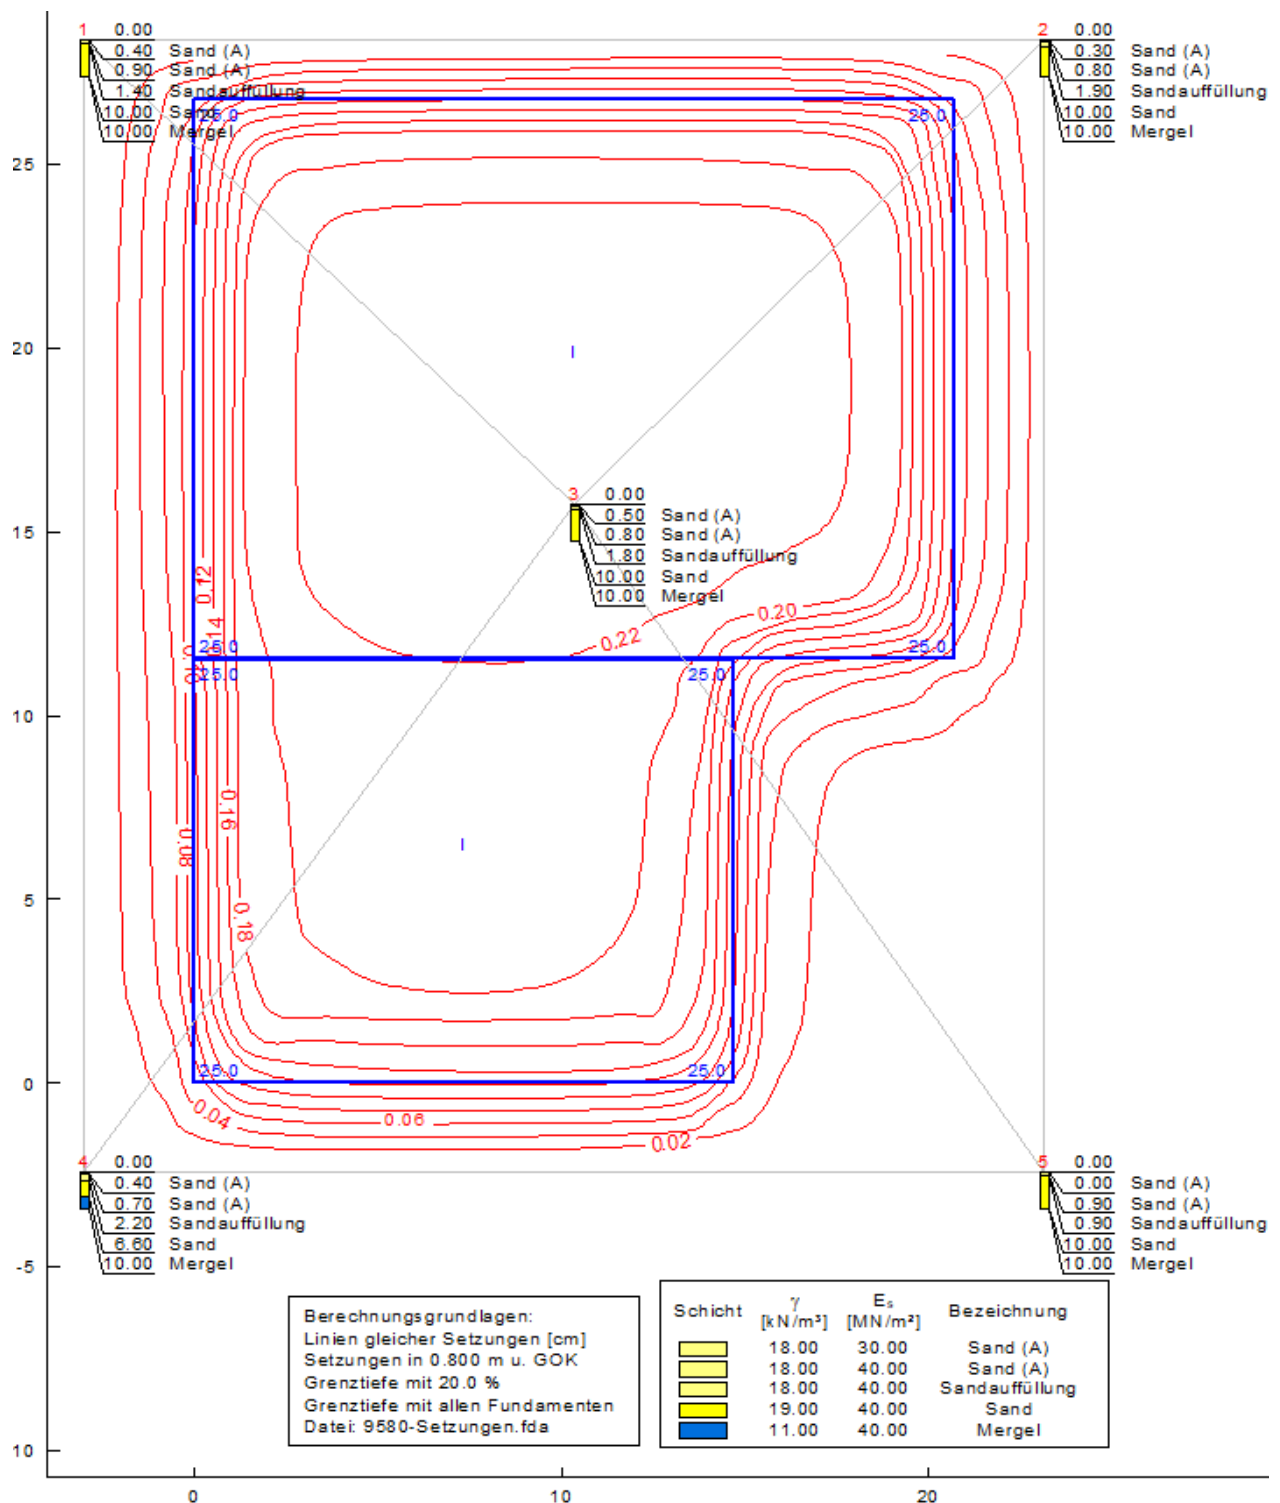 1 0.00
0.40 Sand (A)
0.90 Sand (A)
1.40 Sandauffüllung
10.00 Sand
10.00 Mergel
2 0.00
0.30 Sand (A)
0.80 Sand (A)
1.90 Sandauffüllung
10.00 Sand
10.00 Mergel
25.0 25.0
25
20
I
3 0.00
0.50 Sand (A)
0.80 Sand (A)
1.80 Sandauffüllung
10.00 Sand
10.00 Mergel
15
0.12
0.14
0.20
0.22
25.0 25.0
25.0 25.0
0.10
10
0.16
0.08
I
5
0.18
25.0 25.0
0
0.04
0.06
0.02
4 0.00
0.40 Sand (A)
0.70 Sand (A)
2.20 Sandauffüllung
6.60 Sand
10.00 Mergel
5 0.00
0.00 Sand (A)
0.90 Sand (A)
0.90 Sandauffüllung
10.00 Sand
10.00 Mergel
-5
Berechnungsgrundlagen:
Linien gleicher Setzungen [cm]
Setzungen in 0.800 m u. GOK
Grenztiefe mit 20.0 %
Grenztiefe mit allen Fundamenten
Datei: 9580-Setzungen.fda
Schicht γ [kN/m³] Es [MN/m²] Bezeichnung
18.00 30.00 Sand (A)
18.00 40.00 Sand (A)
18.00 40.00 Sandauffüllung
19.00 40.00 Sand
11.00 40.00 Mergel
10
0 10 20